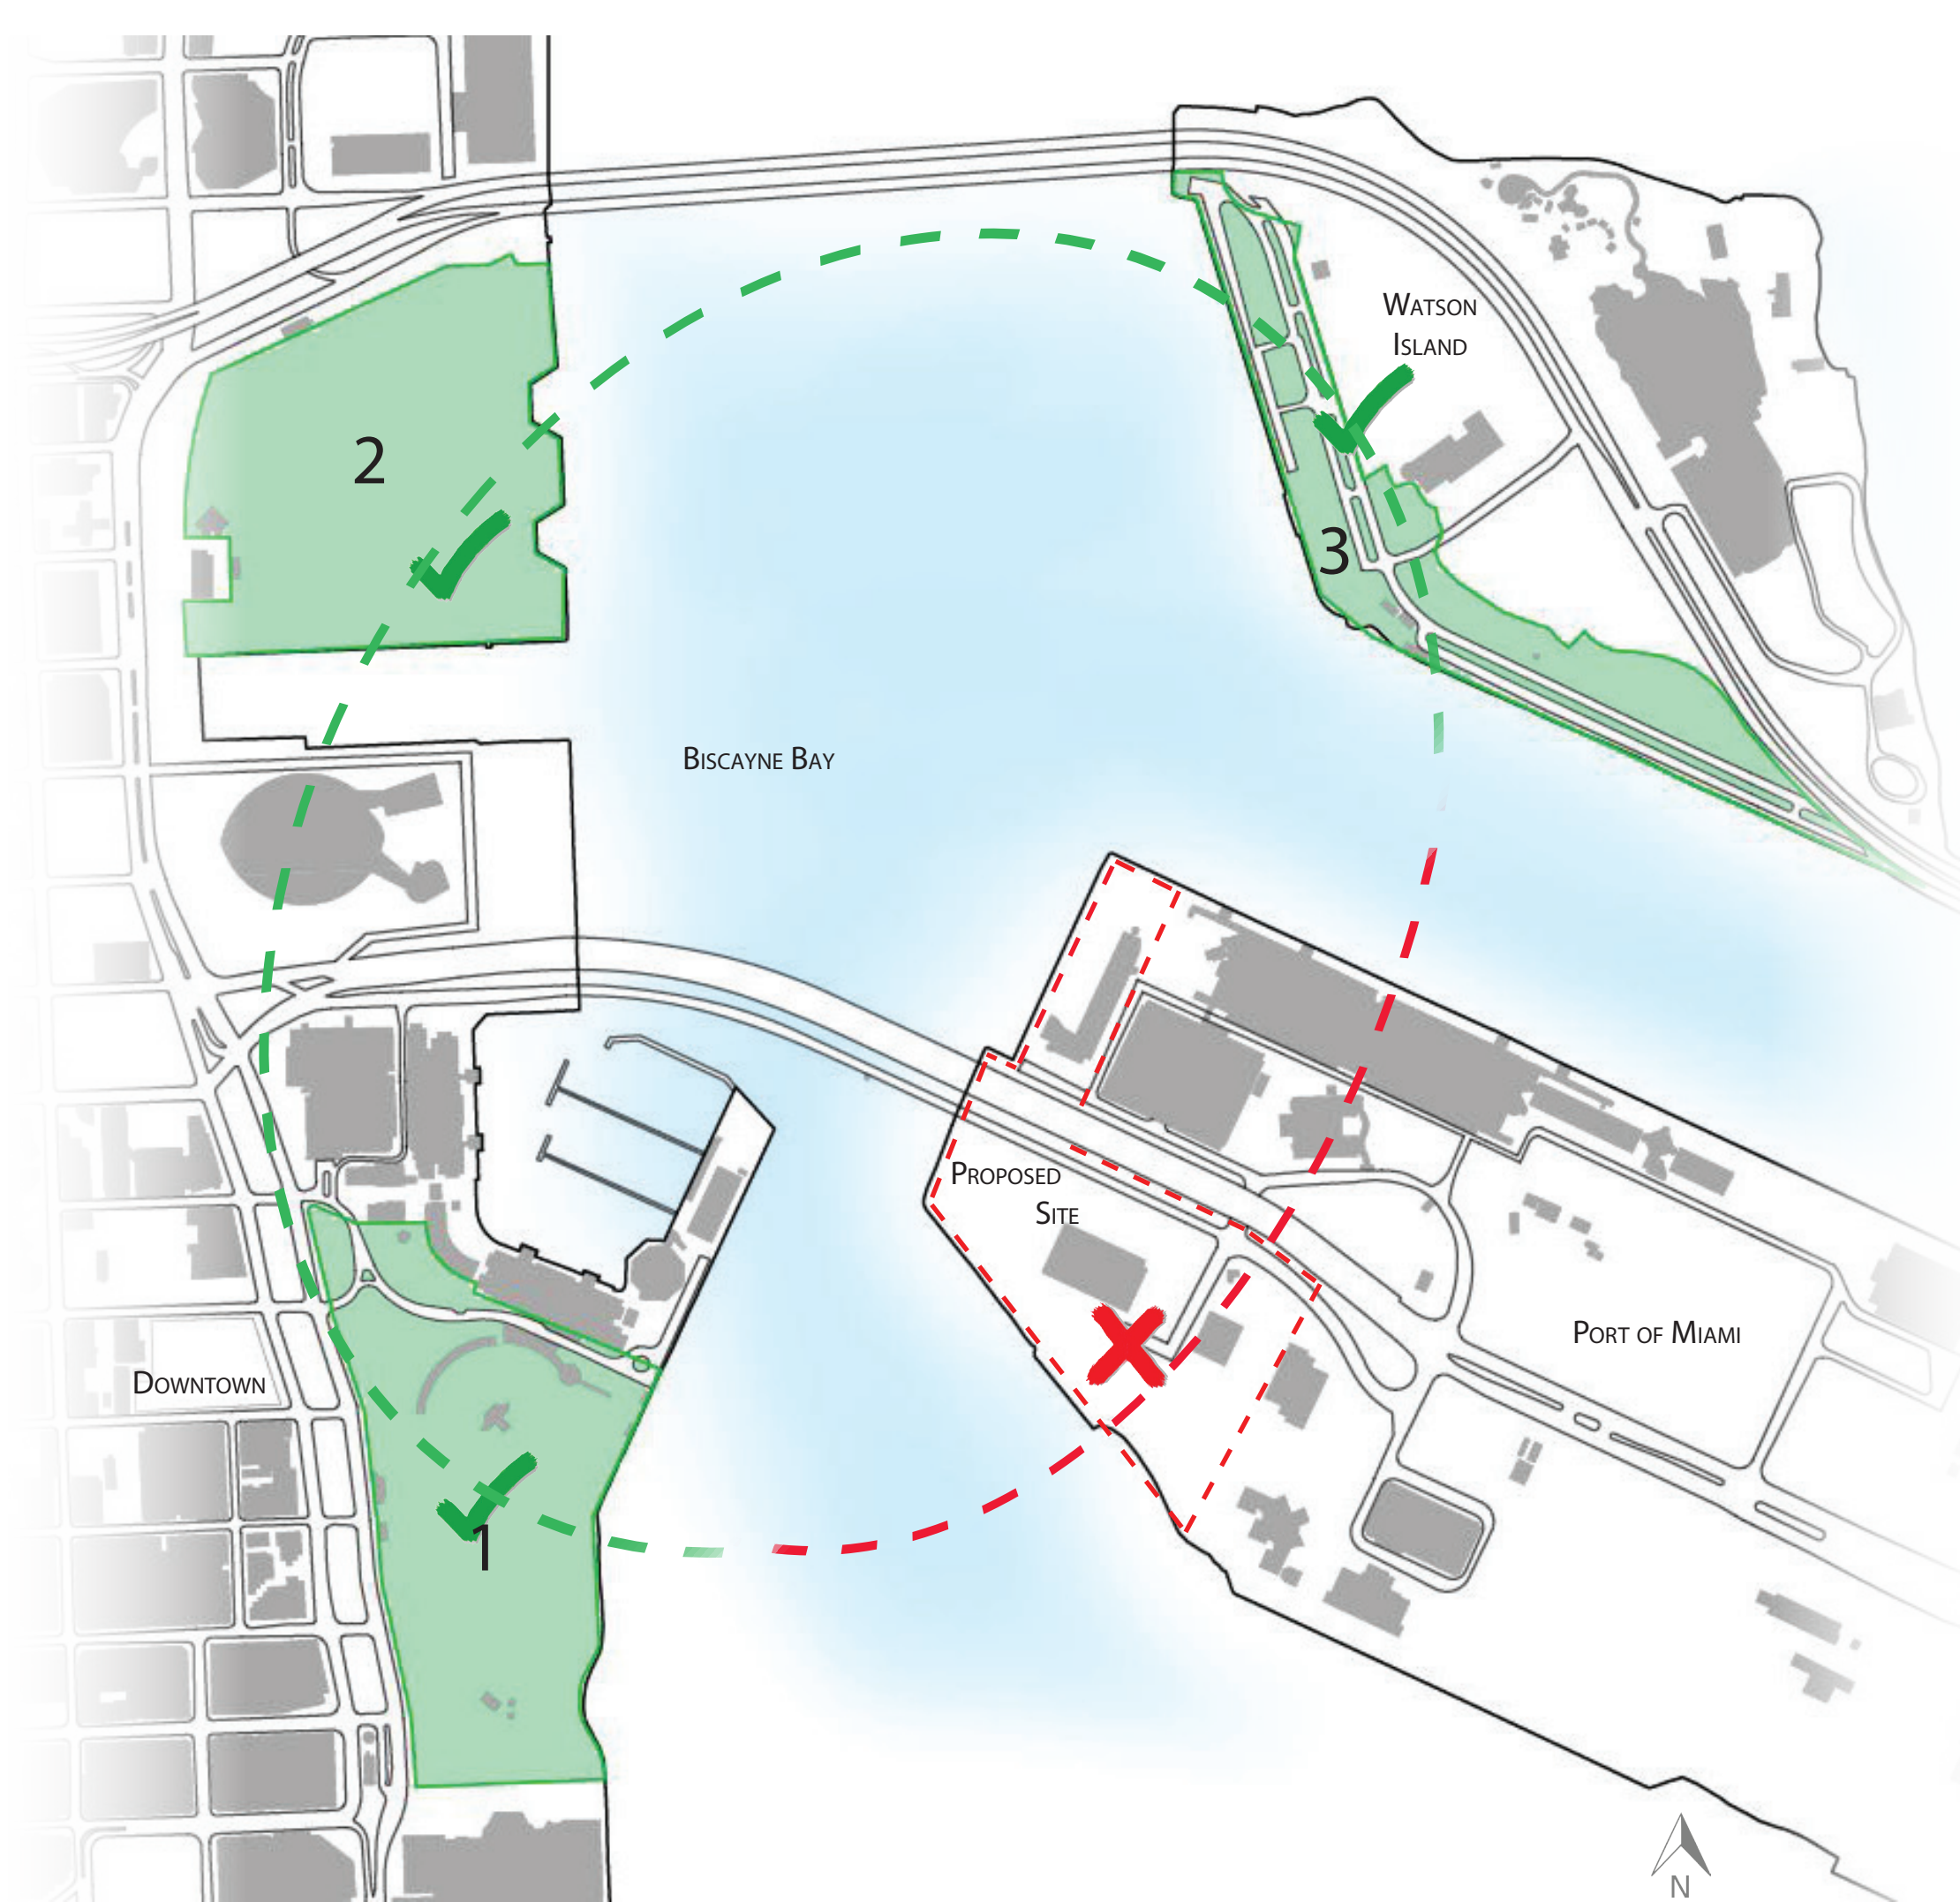 Watson
Island
2
3
Biscayne Bay
Proposed
Site
Port of Miami
Downtown
1
N